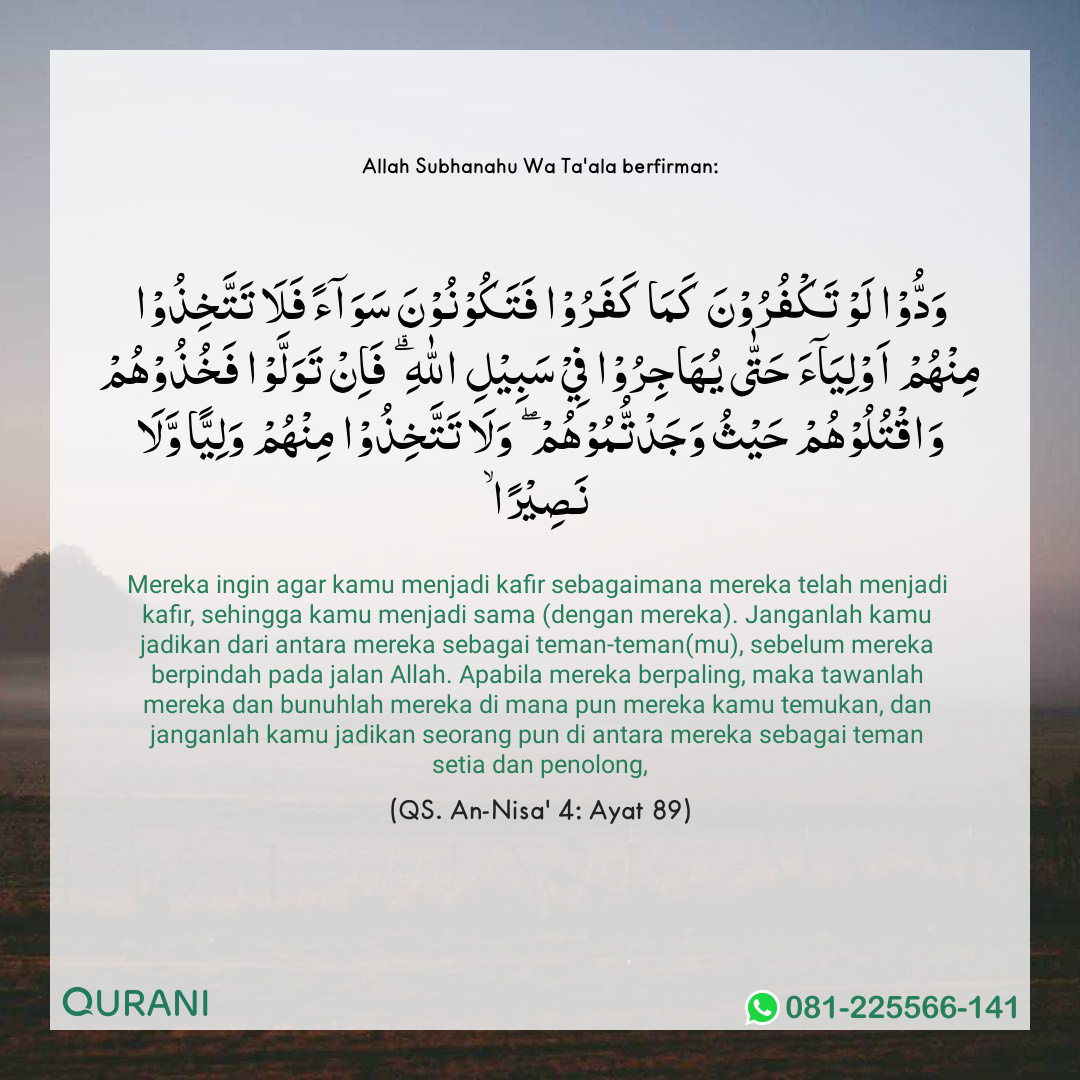 Allah Subhanahu Wa Ta'ala berfirman:
وَدُّوْا لَوْ تَكْفُرُوْنَ كَمَا كَفَرُوْا فَتَكُوْنُوْنَ سَوَاۤءً فَلَا تَتَّخِذُوْا
مِنْهُمْ اَوْلِيَاۤءَ حَتّٰى يُهَاجِرُوْا فِيْ سَبِيْلِ اللّٰهِ ۗ فَاِنْ تَوَلَّوْا فَخُذُوْهُمْ
وَاقْتُلُوْهُمْ حَيْثُ وَجَدْتُّمُوْهُمْ ۖ وَلَا تَتَّخِذُوْا مِنْهُمْ وَلِيًّا وَّلَا
نَصِيْرًا ۙ
Mereka ingin agar kamu menjadi kafir sebagaimana mereka telah menjadi
kafir, sehingga kamu menjadi sama (dengan mereka). Janganlah kamu
jadikan dari antara mereka sebagai teman-teman(mu), sebelum mereka
berpindah pada jalan Allah. Apabila mereka berpaling, maka tawanlah
mereka dan bunuhlah mereka di mana pun mereka kamu temukan, dan
janganlah kamu jadikan seorang pun di antara mereka sebagai teman
setia dan penolong,
(QS. An-Nisa' 4: Ayat 89)
QURANI
081-225566-141